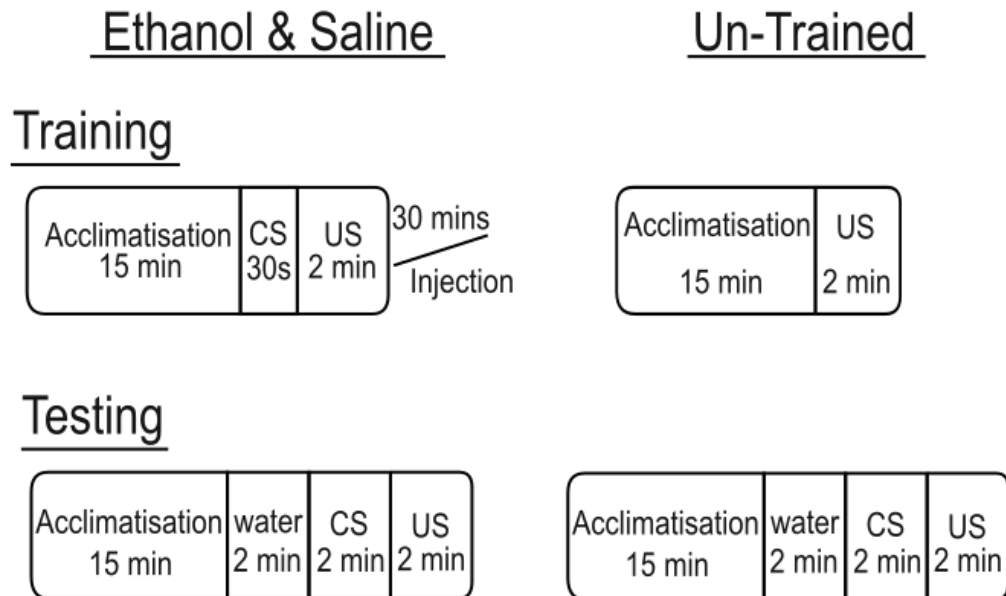 Ethanol & Saline
Un-Trained
Training
Acclimatisation
15 min
CS
30s
US
2 min
30 mins
Injection
Acclimatisation
15 min
US
2 min
Testing
Acclimatisation
15 min
water
2 min
CS
2 min
US
2 min
Acclimatisation
15 min
water
2 min
CS
2 min
US
2 min